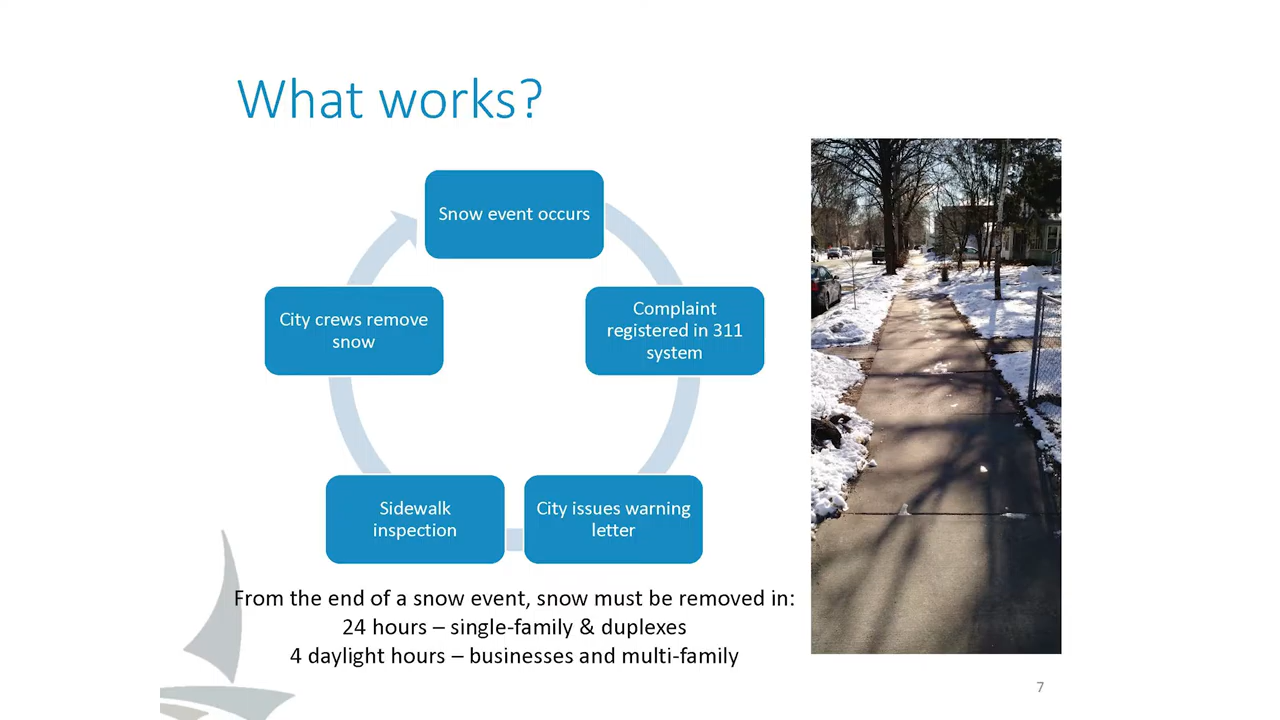 What works?
Snow event occurs
Complaint
registered in 311
system
City issues warning
letter
Sidewalk
inspection
City crews remove
snow
From the end of a snow event, snow must be removed in:
24 hours – single-family & duplexes
4 daylight hours – businesses and multi-family
7